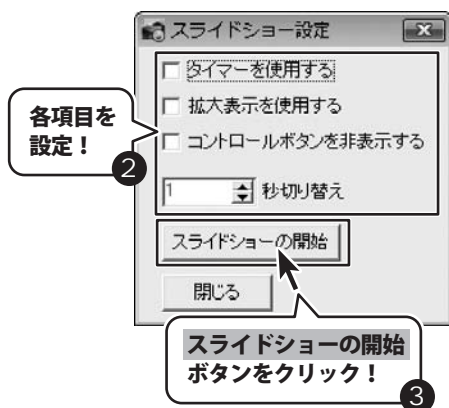 スライドショー設定
タイマーを使用する
拡大表示を使用する
コントロールボタンを非表示する
各項目を
設定！
2
1 秒切り替え
スライドショーの開始
閉じる
スライドショーの開始
ボタンをクリック！
3